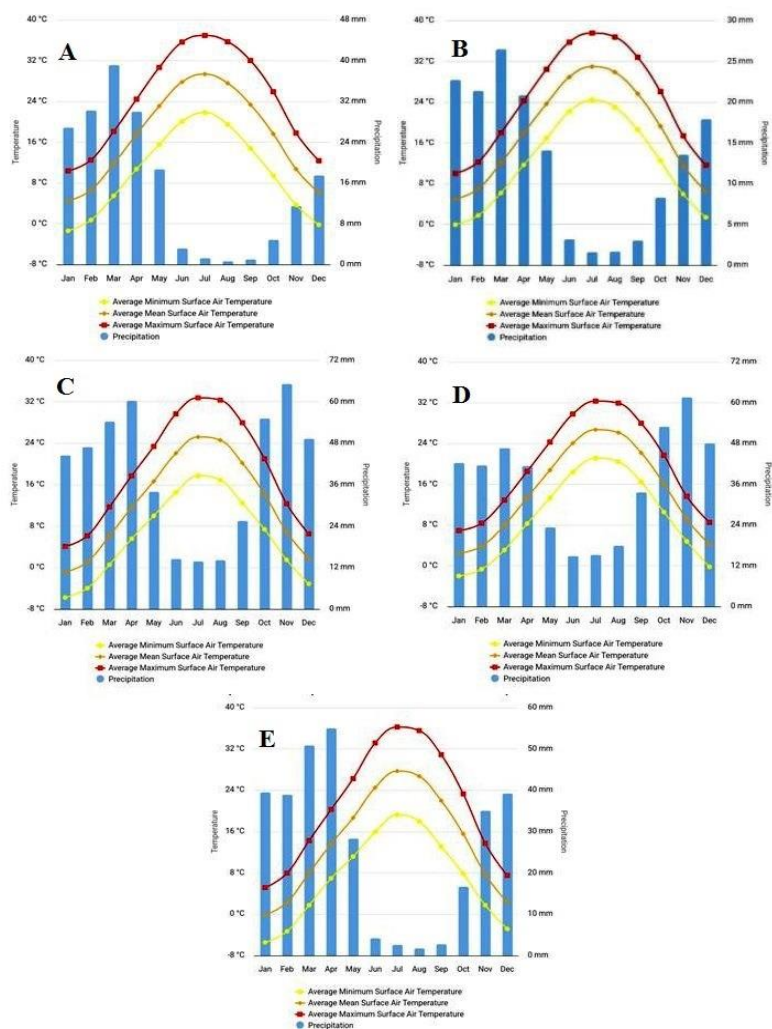 A
40 °C
32 °C
24 °C
16 °C
8 °C
0 °C
-8 °C
Temperature
48 mm
40 mm
32 mm
24 mm
16 mm
8 mm
0 mm
Precipitation
Jan Feb Mar Apr May Jun Jul Aug Sep Oct Nov Dec
Average Minimum Surface Air Temperature
Average Mean Surface Air Temperature
Average Maximum Surface Air Temperature
Precipitation
B
40 °C
32 °C
24 °C
16 °C
8 °C
0 °C
-8 °C
Temperature
30 mm
25 mm
20 mm
15 mm
10 mm
5 mm
0 mm
Precipitation
Jan Feb Mar Apr May Jun Jul Aug Sep Oct Nov Dec
Average Minimum Surface Air Temperature
Average Mean Surface Air Temperature
Average Maximum Surface Air Temperature
Precipitation
C
40 °C
32 °C
24 °C
16 °C
8 °C
0 °C
-8 °C
Temperature
72 mm
60 mm
48 mm
36 mm
24 mm
12 mm
0 mm
Precipitation
Jan Feb Mar Apr May Jun Jul Aug Sep Oct Nov Dec
Average Minimum Surface Air Temperature
Average Mean Surface Air Temperature
Average Maximum Surface Air Temperature
Precipitation
D
40 °C
32 °C
24 °C
16 °C
8 °C
0 °C
-8 °C
Temperature
72 mm
60 mm
48 mm
36 mm
24 mm
12 mm
0 mm
Precipitation
Jan Feb Mar Apr May Jun Jul Aug Sep Oct Nov Dec
Average Minimum Surface Air Temperature
Average Mean Surface Air Temperature
Average Maximum Surface Air Temperature
Precipitation
E
40 °C
32 °C
24 °C
16 °C
8 °C
0 °C
-8 °C
Temperature
60 mm
50 mm
40 mm
30 mm
20 mm
10 mm
0 mm
Precipitation
Jan Feb Mar Apr May Jun Jul Aug Sep Oct Nov Dec
Average Minimum Surface Air Temperature
Average Mean Surface Air Temperature
Average Maximum Surface Air Temperature
Precipitation